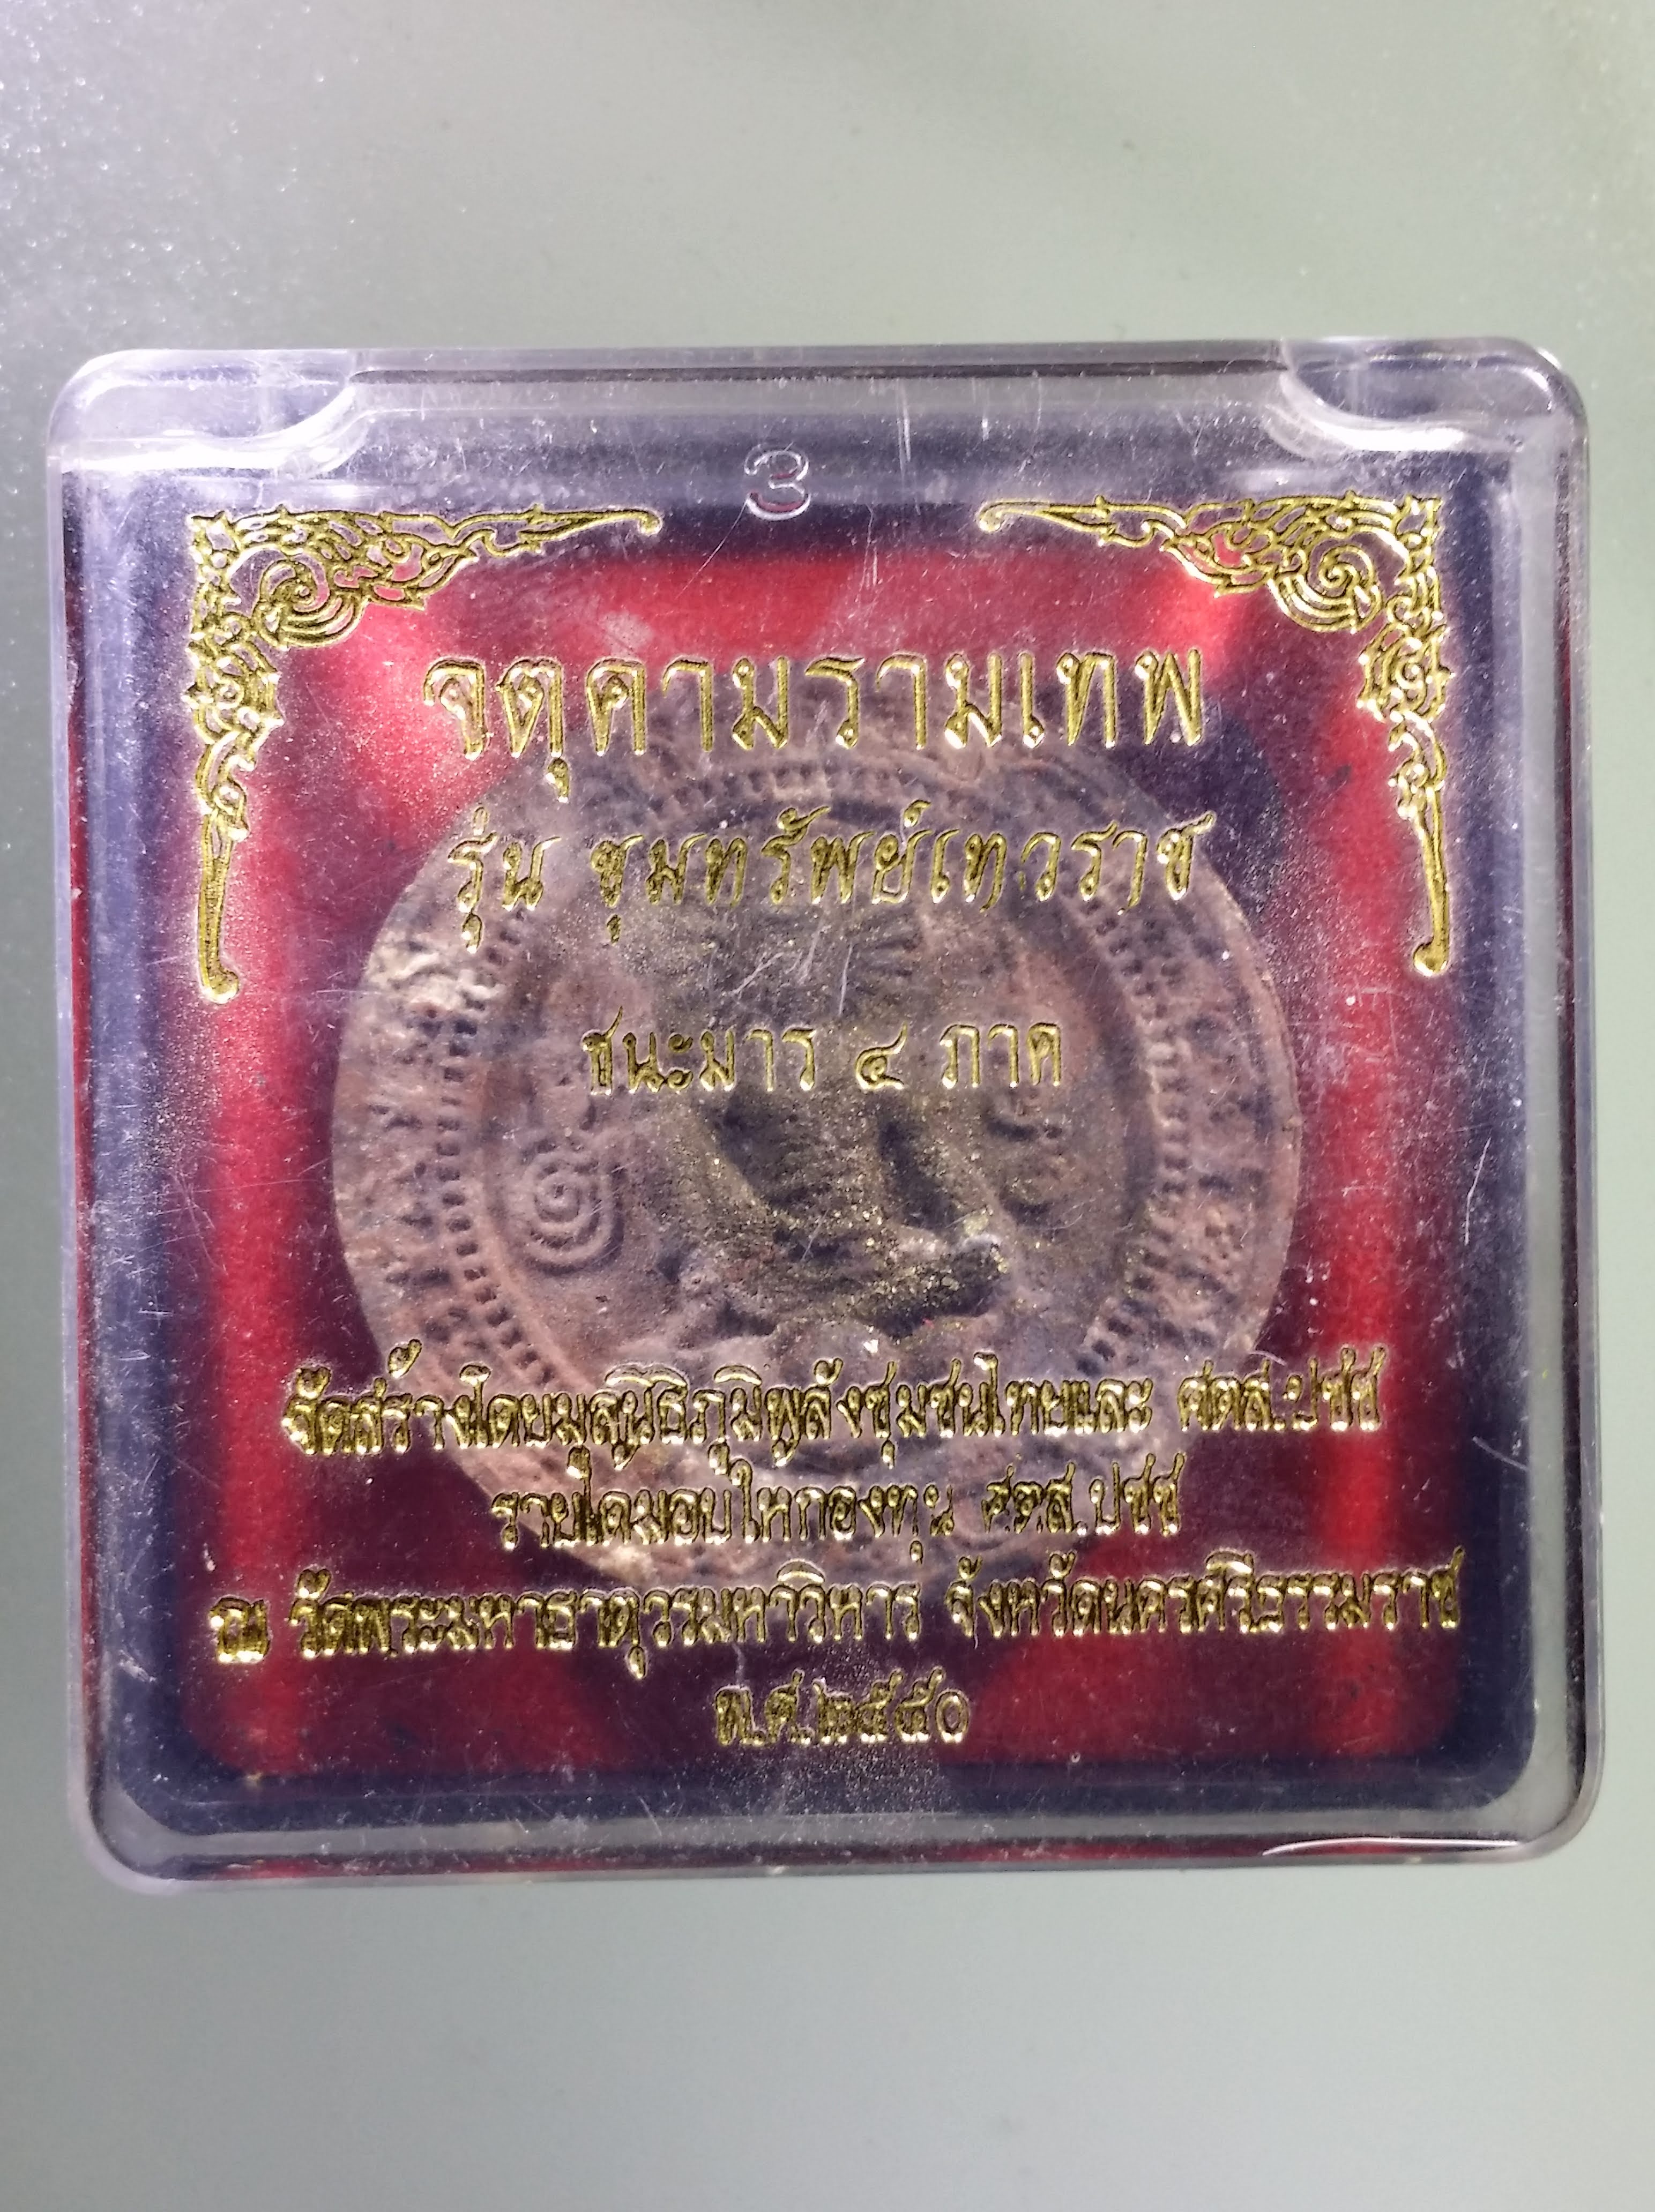 3
จตุคามรามเทพ
รุ่น ชุมทรัพย์เทวราช
ชนะมาร ๔ ภาค
จัดสร้างโดยมูลนิธิภูมิพลังชุมชนไทยและ ศตส.ปชช
รายได้มอบให้กองทุน ศตส.ปชช
ณ วัดพระมหาธาตุวรมหาวิหาร จังหวัดนครศรีธรรมราช
พ.ศ.๒๕๕๐